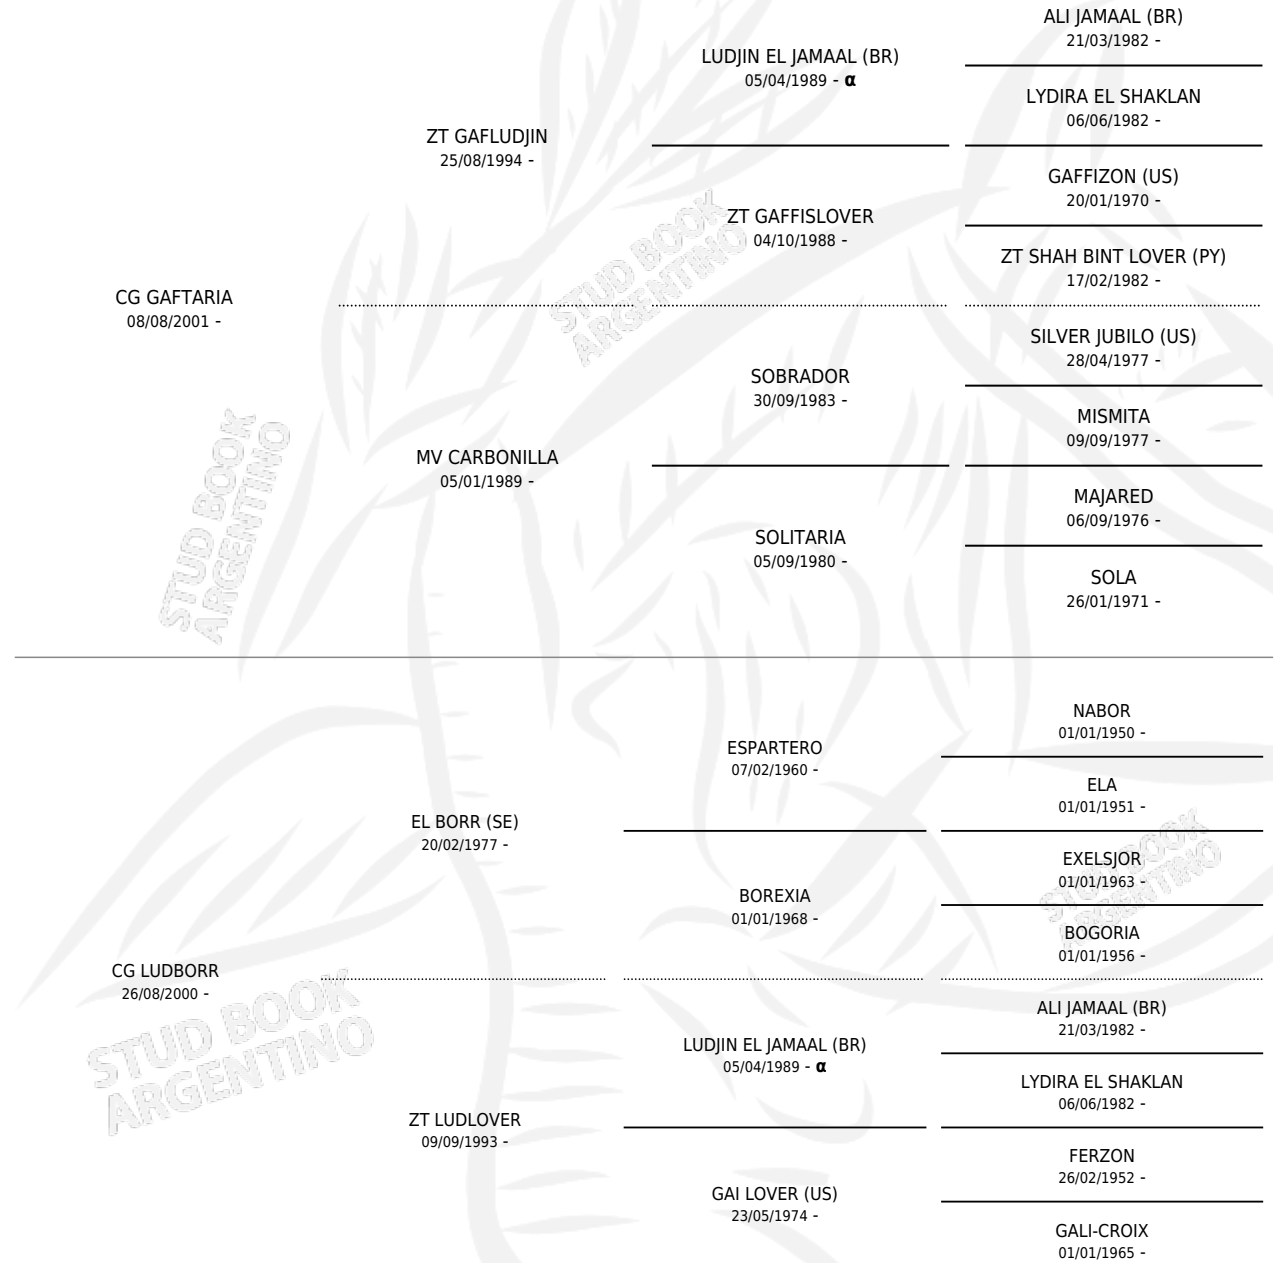 ALI JAMAAL (BR)
21/03/1982 -
LUDJIN EL JAMAAL (BR)
05/04/1989 - α
LYDIRA EL SHAKLAN
06/06/1982 -
ZT GAFLUDJIN
25/08/1994 -
GAFFIZON (US)
20/01/1970 -
ZT GAFFISLOVER
04/10/1988 -
ZT SHAH BINT LOVER (PY)
17/02/1982 -
CG GAFTARIA
08/08/2001 -
SILVER JUBILO (US)
28/04/1977 -
SOBRADOR
30/09/1983 -
MISMITA
09/09/1977 -
MV CARBONILLA
05/01/1989 -
MAJARED
06/09/1976 -
SOLITARIA
05/09/1980 -
SOLA
26/01/1971 -
STUD BOOK
ARGENTINO
STUD BOOK
ARGENTINO
NABOR
01/01/1950 -
ESPARTERO
07/02/1960 -
ELA
01/01/1951 -
EL BORR (SE)
20/02/1977 -
EXELSJOR
01/01/1963 -
BOREXIA
01/01/1968 -
BOGORIA
01/01/1956 -
STUD BOOK
ARGENTINO
CG LUDBORR
26/08/2000 -
ALI JAMAAL (BR)
21/03/1982 -
LUDJIN EL JAMAAL (BR)
05/04/1989 - α
LYDIRA EL SHAKLAN
06/06/1982 -
ZT LUDLOVER
09/09/1993 -
FERZON
26/02/1952 -
GAI LOVER (US)
23/05/1974 -
GALI-CROIX
01/01/1965 -
STUD BOOK
ARGENTINO